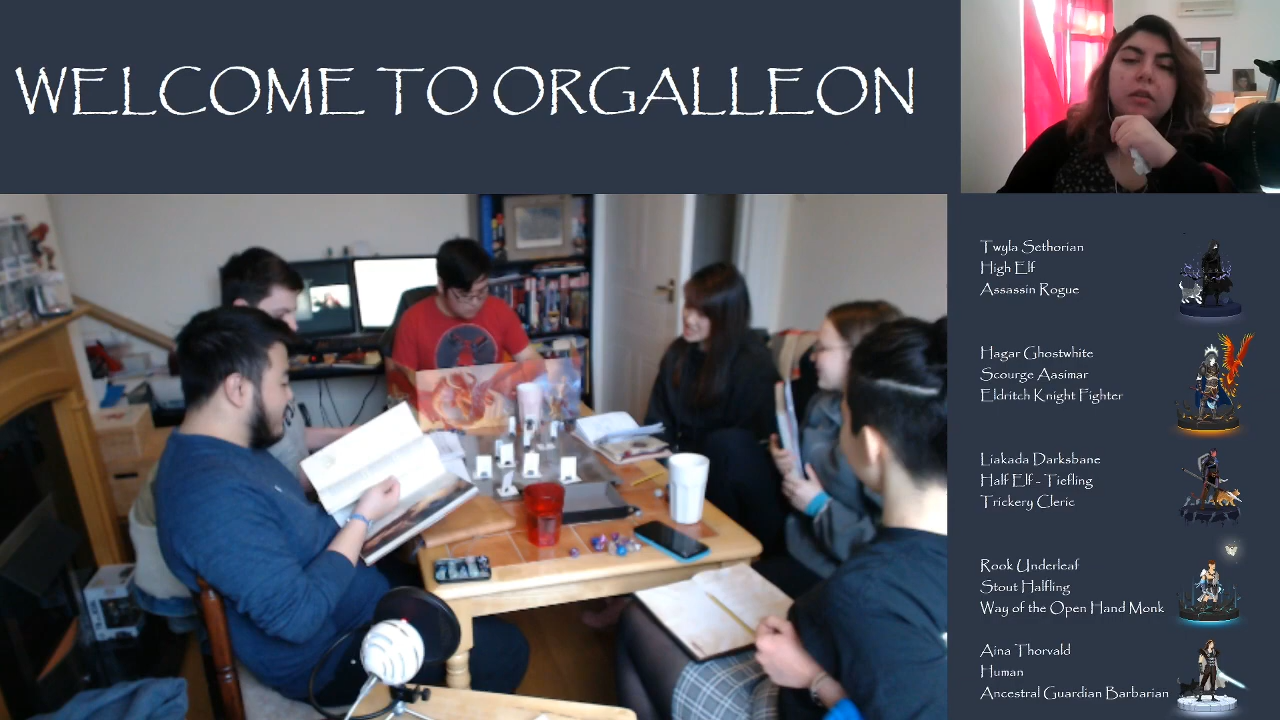 WELCOME TO ORGALLEON
Twyla Sethorian
High Elf
Assassin Rogue
Hagar Ghostwhite
Scourge Aasimar
Eldritch Knight Fighter
Liakada Darksbane
Half Elf - Tiefling
Trickery Cleric
Rook Underleaf
Stout Halfling
Way of the Open Hand Monk
Aina Thorvald
Human
Ancestral Guardian Barbarian